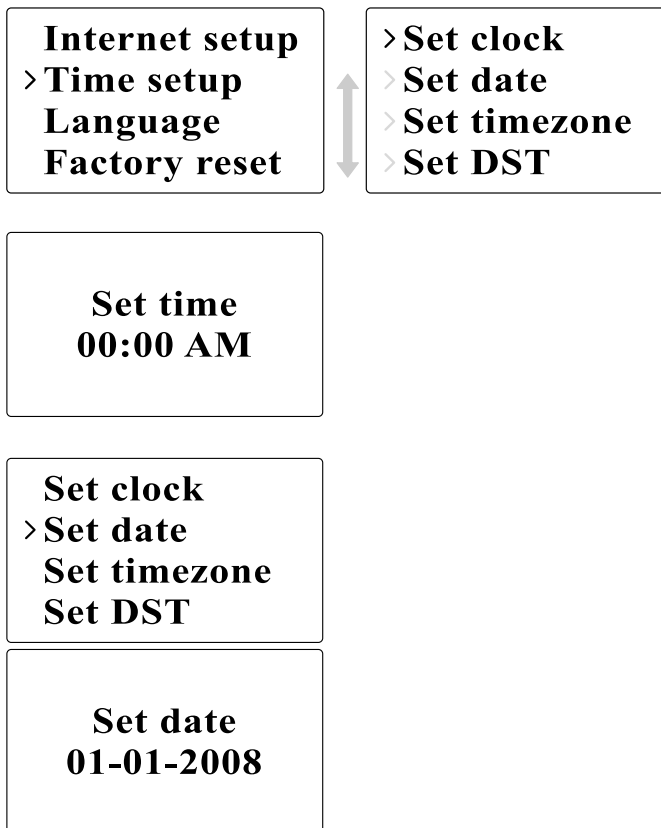 Internet setup
>Time setup
Language
Factory reset
>Set clock
>Set date
>Set timezone
>Set DST
Set time
00:00 AM
Set clock
>Set date
Set timezone
Set DST
Set date
01-01-2008